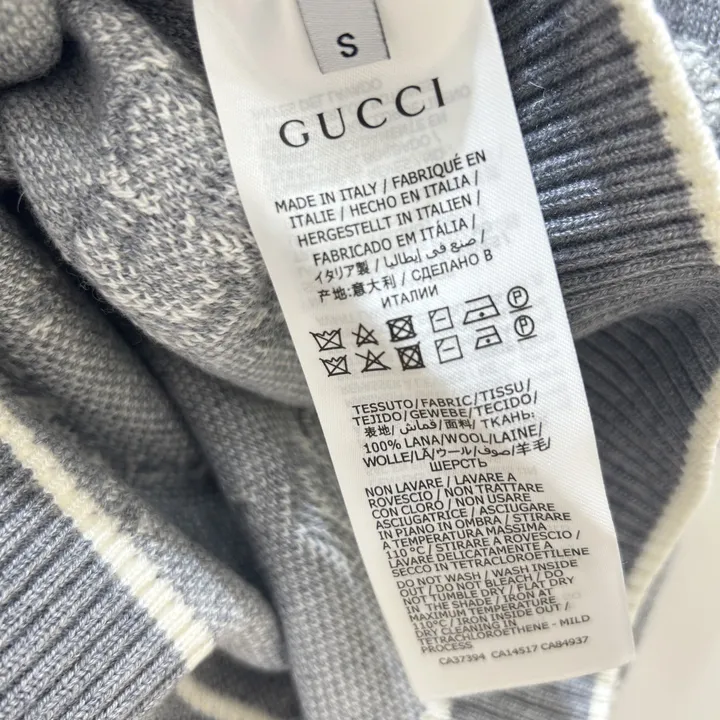 S
GUCCI
MADE IN ITALY / FABRIQUÉ EN
ITALIE / HECHO EN ITALIA /
HERGESTELLT IN ITALIEN /
FABRICADO EM ITÁLIA /
イタリア製 / صنع في إيطاليا /
产地:意大利 / СДЕЛАНО В
ИТАЛИИ
P
P
TESSUTO/FABRIC/TISSU/
TEJIDO/GEWEBE/TECIDO/
表地/قماش/面料/ ТКАНЬ:
100% LANA/WOOL/LAINE/
WOLLE/LÃ/ウール/صوف/羊毛/
ШЕРСТЬ
NON LAVARE / LAVARE A
ROVESCIO / NON TRATTARE
CON CLORO / NON USARE
ASCIUGATRICE / ASCIUGARE
IN PIANO IN OMBRA / STIRARE
A TEMPERATURA MASSIMA
110 °C / STIRARE A ROVESCIO /
LAVARE DELICATAMENTE A
SECCO IN TETRACLOROETILENE
DO NOT WASH / WASH INSIDE
OUT / DO NOT BLEACH / DO
NOT TUMBLE DRY / FLAT DRY
IN THE SHADE / IRON AT
MAXIMUM TEMPERATURE
110°C / IRON INSIDE OUT /
DRY CLEANING IN
TETRACHLOROETHENE - MILD
PROCESS
CA37394 CA14517 CA84937